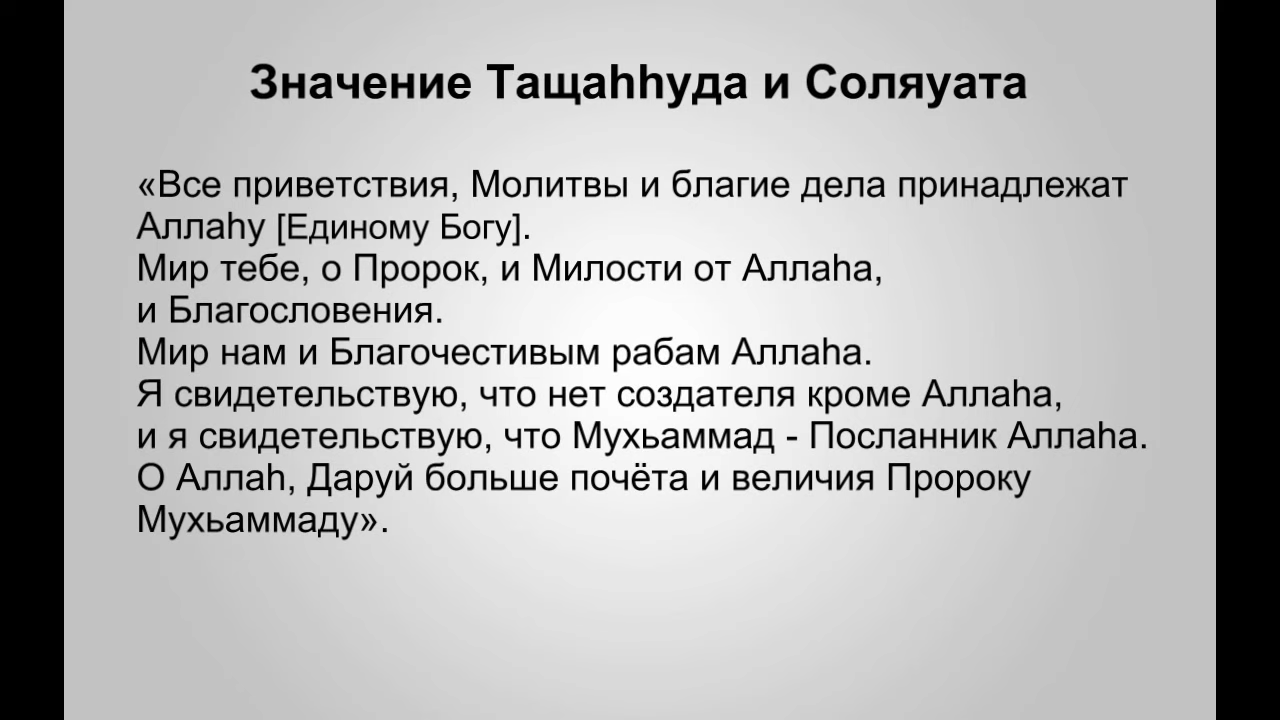 Значение Тащаhhуда и Соляуата
«Все приветствия, Молитвы и благие дела принадлежат
Аллаhу [Единому Богу].
Мир тебе, о Пророк, и Милости от Аллаhа,
и Благословения.
Мир нам и Благочестивым рабам Аллаhа.
Я свидетельствую, что нет создателя кроме Аллаhа,
и я свидетельствую, что Мухьаммад - Посланник Аллаhа.
О Аллаh, Даруй больше почёта и величия Пророку
Мухьаммаду».